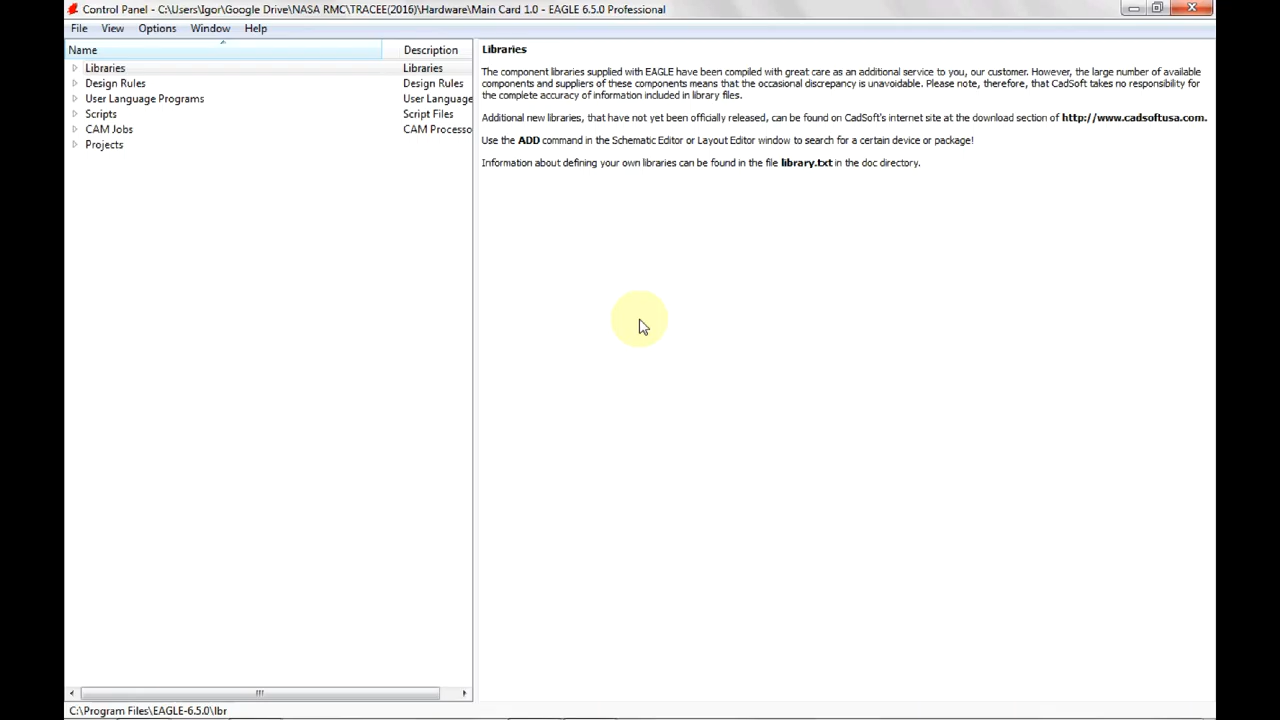 Control Panel - C:\Users\Igor\Google Drive\NASA RMC\TRACEE(2016)\Hardware\Main Card 1.0 - EAGLE 6.5.0 Professional
File View Options Window Help
Name Description
Libraries Libraries
Design Rules Design Rules
User Language Programs User Language
Scripts Script Files
CAM Jobs CAM Processo
Projects
Libraries
The component libraries supplied with EAGLE have been compiled with great care as an additional service to you, our customer. However, the large number of available
components and suppliers of these components means that the occasional discrepancy is unavoidable. Please note, therefore, that CadSoft takes no responsibility for
the complete accuracy of information included in library files.
Additional new libraries, that have not yet been officially released, can be found on CadSoft's internet site at the download section of http://www.cadsoftusa.com.
Use the ADD command in the Schematic Editor or Layout Editor window to search for a certain device or package!
Information about defining your own libraries can be found in the file library.txt in the doc directory.
C:\Program Files\EAGLE-6.5.0\lbr